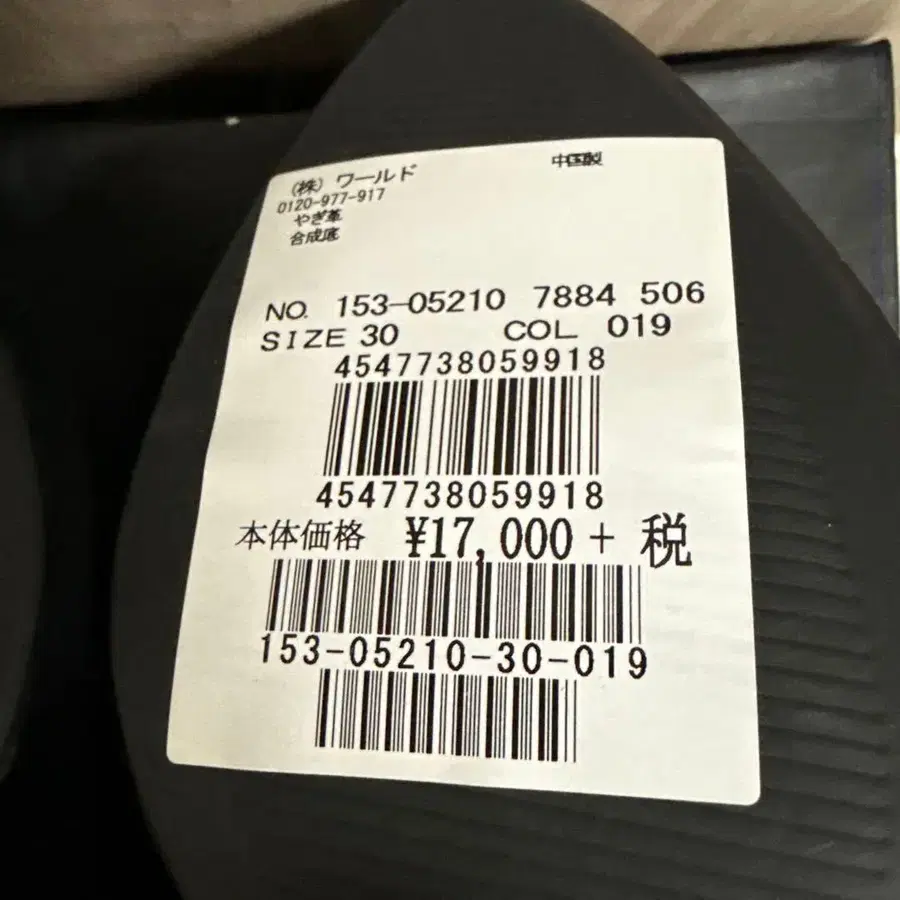 (株) ワールド
中国製
0120-977-917
やぎ革
合成底
NO. 153-05210 7884 506
SIZE 30 COL 019
4547738059918
4547738059918
本体価格 ¥17,000 + 税
153-05210-30-019